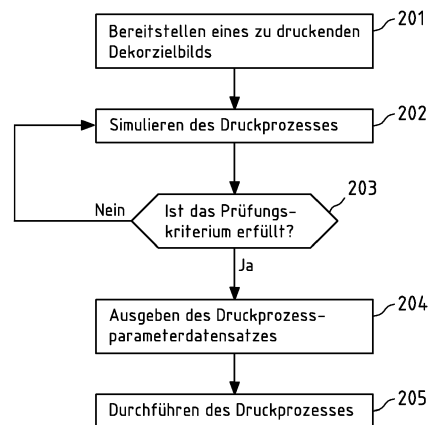 Bereitstellen eines zu druckenden
Dekorzielbilds
201
Simulieren des Druckprozesses
202
Ist das Prüfungs-
kriterium erfüllt?
203
Nein
Ja
Ausgeben des Druckprozess-
parameterdatensatzes
204
Durchführen des Druckprozesses
205